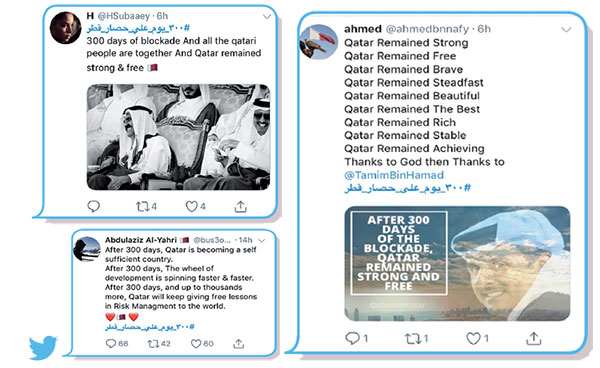 H @HSubaaey · 6h
#٣٠٠_يوم_علي_حصار_قطر
300 days of blockade And all the qatari
people are together And Qatar remained
strong & free 🇶🇦
4
4
Abdulaziz Al-Yahri 🇶🇦 @bus3o... · 14h
After 300 days, Qatar is becoming a self
sufficient country.
After 300 days, The wheel of
development is spinning faster & faster.
After 300 days, and up to thousands
more, Qatar will keep giving free lessons
in Risk Managment to the world.
❤️🇶🇦❤️
#٣٠٠_يوم_علي_حصار_قطر
66
42
60
ahmed @ahmedbnnafy · 6h
Qatar Remained Strong
Qatar Remained Free
Qatar Remained Brave
Qatar Remained Steadfast
Qatar Remained Beautiful
Qatar Remained The Best
Qatar Remained Rich
Qatar Remained Stable
Qatar Remained Achieving
Thanks to God then Thanks to
@TamimBinHamad
#٣٠٠_يوم_علي_حصار_قطر
AFTER 300
DAYS
OF THE
BLOCKADE,
QATAR
REMAINED
STRONG AND
FREE
1
1
1